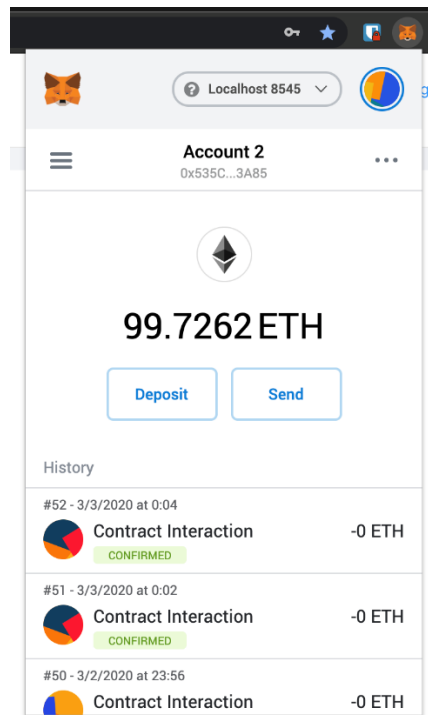 Localhost 8545
Account 2
0x535C...3A85
99.7262 ETH
Deposit
Send
History
#52 - 3/3/2020 at 0:04
Contract Interaction
-0 ETH
CONFIRMED
#51 - 3/3/2020 at 0:02
Contract Interaction
-0 ETH
CONFIRMED
#50 - 3/2/2020 at 23:56
Contract Interaction
-0 ETH